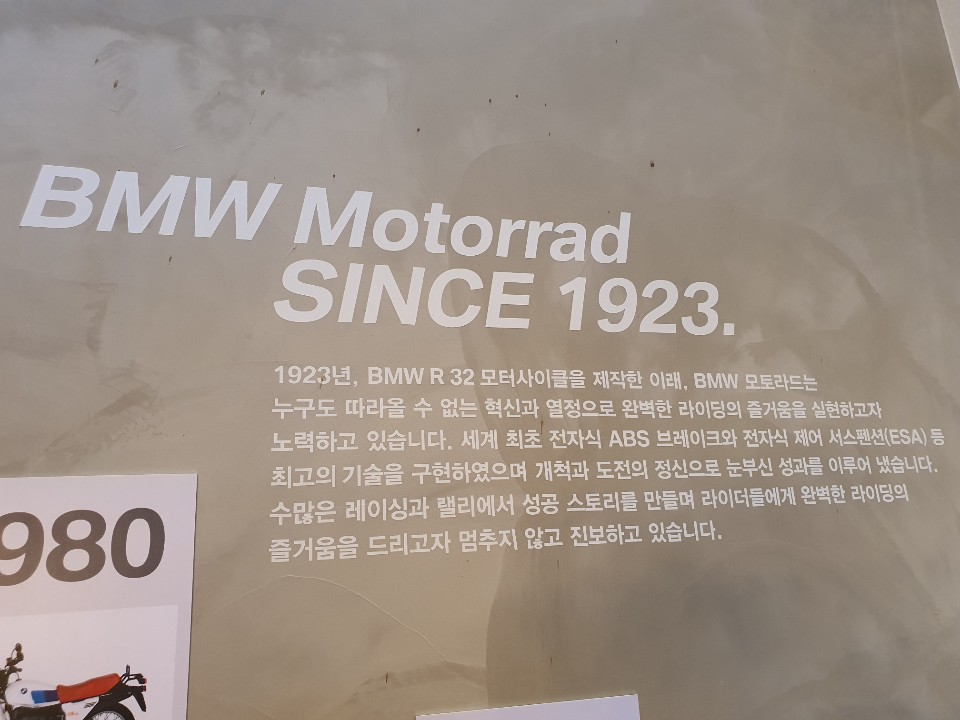 BMW Motorrad
SINCE 1923.
1923년, BMW R 32 모터사이클을 제작한 이래, BMW 모토라드는
누구도 따라올 수 없는 혁신과 열정으로 완벽한 라이딩의 즐거움을 실현하고자
노력하고 있습니다. 세계 최초 전자식 ABS 브레이크와 전자식 제어 서스펜션(ESA) 등
최고의 기술을 구현하였으며 개척과 도전의 정신으로 눈부신 성과를 이루어 냈습니다.
수많은 레이싱과 랠리에서 성공 스토리를 만들며 라이더들에게 완벽한 라이딩의
즐거움을 드리고자 멈추지 않고 진보하고 있습니다.
980